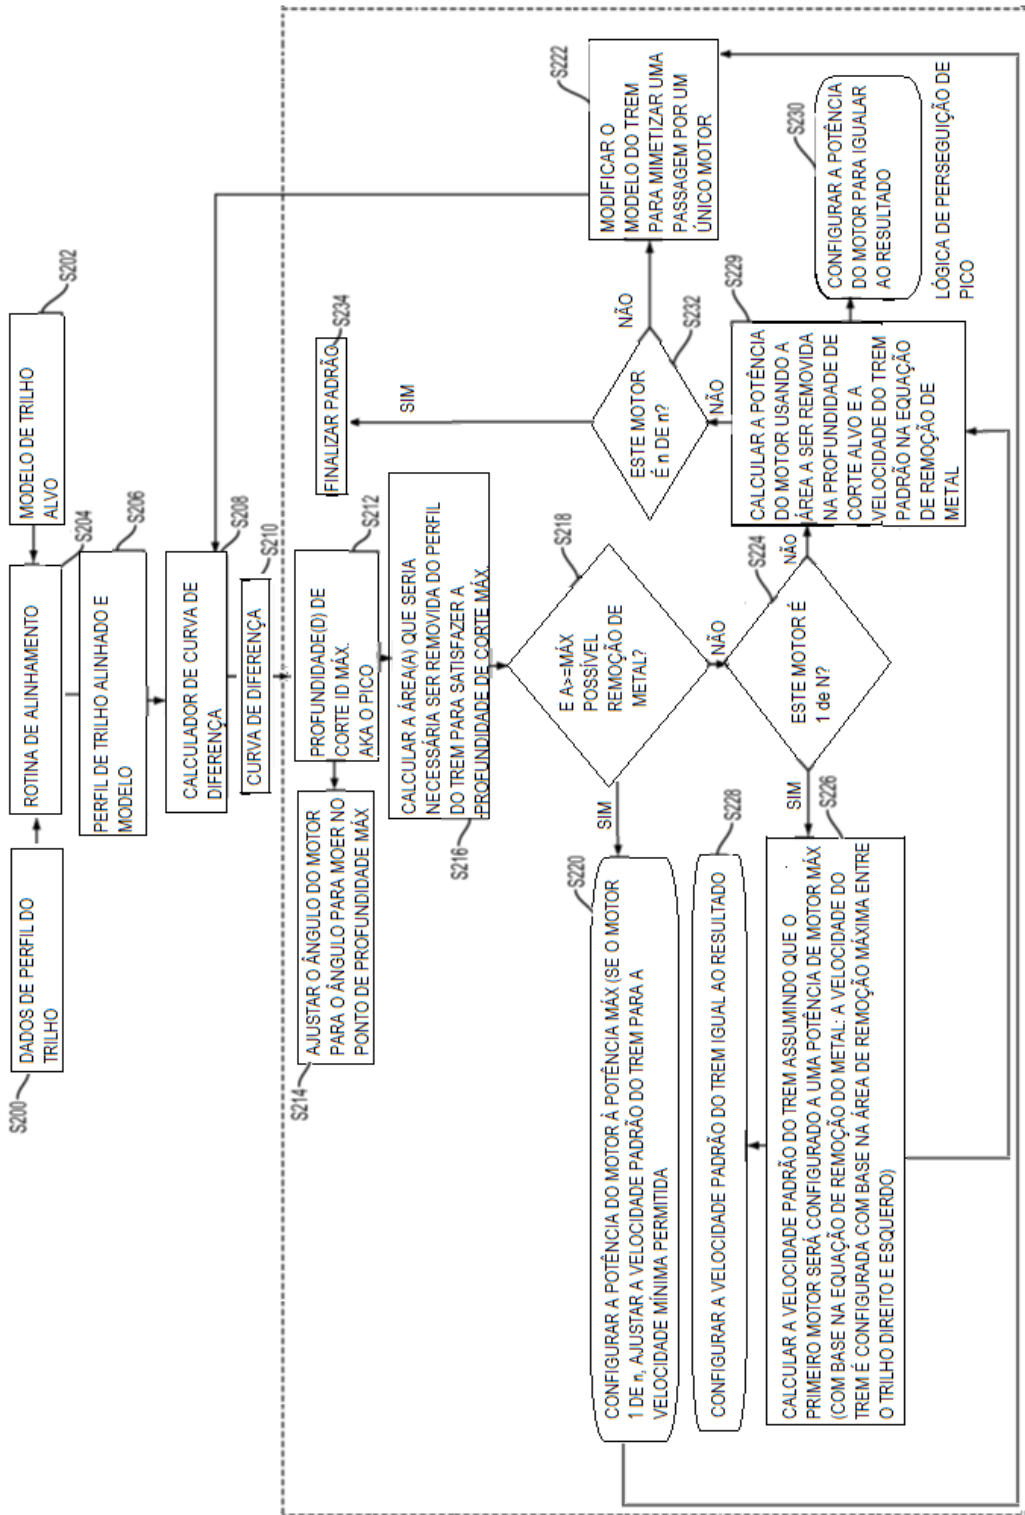 S200
DADOS DE PERFIL DO
TRILHO
S202
MODELO DE TRILHO
ALVO
S204
ROTINA DE ALINHAMENTO
S206
PERFIL DE TRILHO ALINHADO E
MODELO
S208
CALCULADOR DE CURVA DE
DIFERENÇA
S210
CURVA DE DIFERENÇA
S212
PROFUNDIDADE(D) DE
CORTE ID MÁX.
AKA O PICO
S214
AJUSTAR O ÂNGULO DO MOTOR
PARA O ÂNGULO PARA MOER NO
PONTO DE PROFUNDIDADE MÁX
S216
CALCULAR A ÁREA(A) QUE SERIA
NECESSÁRIA SER REMOVIDA DO PERFIL
DO TREM PARA SATISFAZER A
PROFUNDIDADE DE CORTE MÁX.
S218
E A>=MÁX
POSSÍVEL
REMOÇÃO DE
METAL?
SIM
NÃO
S220
CONFIGURAR A POTÊNCIA DO MOTOR À POTÊNCIA MÁX (SE O MOTOR
1 DE n, AJUSTAR A VELOCIDADE PADRÃO DO TREM PARA A
VELOCIDADE MÍNIMA PERMITIDA
S222
MODIFICAR O
MODELO DO TREM
PARA MIMETIZAR UMA
PASSAGEM POR UM
ÚNICO MOTOR
S224
ESTE MOTOR É
1 de N?
SIM
NÃO
S226
CALCULAR A VELOCIDADE PADRÃO DO TREM ASSUMINDO QUE O
PRIMEIRO MOTOR SERÁ CONFIGURADO A UMA POTÊNCIA DE MOTOR MÁX
(COM BASE NA EQUAÇÃO DE REMOÇÃO DO METAL: A VELOCIDADE DO
TREM É CONFIGURADA COM BASE NA ÁREA DE REMOÇÃO MÁXIMA ENTRE
O TRILHO DIREITO E ESQUERDO)
S228
CONFIGURAR A VELOCIDADE PADRÃO DO TREM IGUAL AO RESULTADO
S229
CALCULAR A POTÊNCIA
DO MOTOR USANDO A
ÁREA A SER REMOVIDA
NA PROFUNDIDADE DE
CORTE ALVO E A
VELOCIDADE DO TREM
PADRÃO NA EQUAÇÃO
DE REMOÇÃO DE
METAL
NÃO
S230
CONFIGURAR A POTÊNCIA
DO MOTOR PARA IGUALAR
AO RESULTADO
S232
ESTE MOTOR
É n DE n?
NÃO
SIM
S234
FINALIZAR PADRÃO
LÓGICA DE PERSEGUIÇÃO DE
PICO